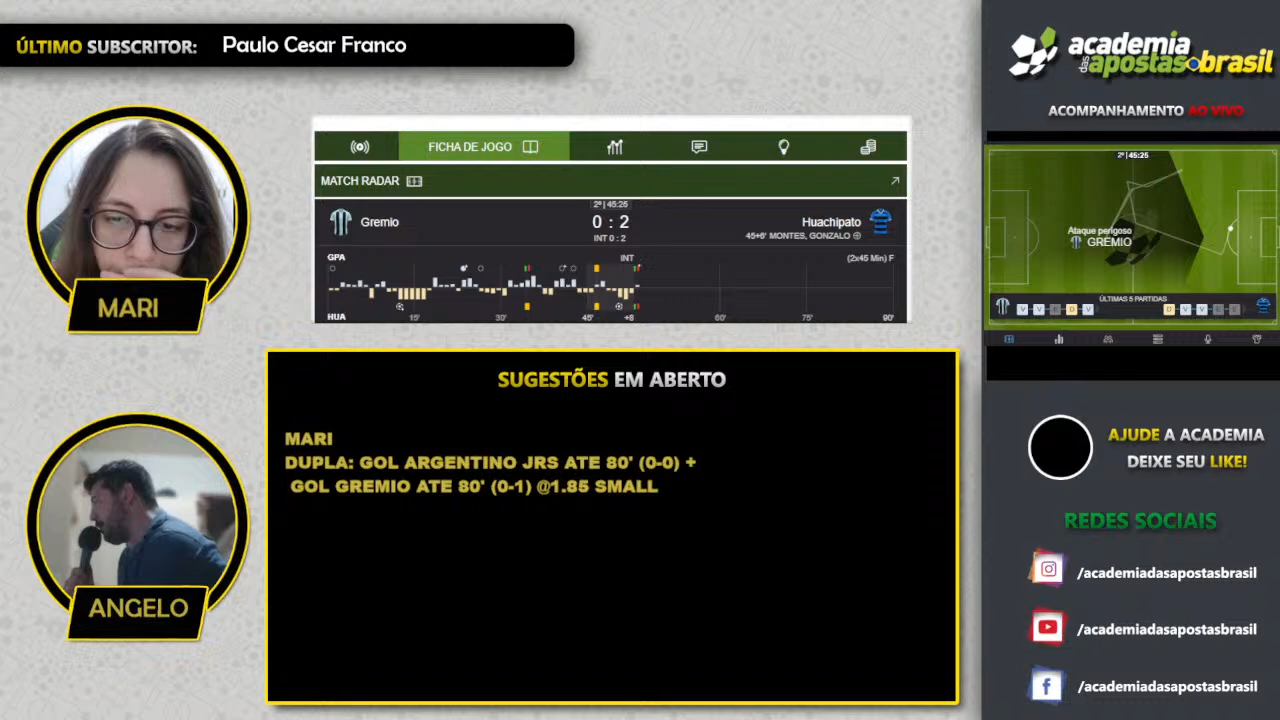 ÚLTIMO SUBSCRITOR: Paulo Cesar Franco
MARI
FICHA DE JOGO
MATCH RADAR
2º | 45:25
Gremio 0 : 2 Huachipato
INT 0 : 2
45+6' MONTES, GONZALO
GPA INT (2x45 Min) F
HUA 15' 30' 45' +8 60' 75' 90'
SUGESTÕES EM ABERTO
MARI
DUPLA: GOL ARGENTINO JRS ATE 80' (0-0) +
GOL GREMIO ATE 80' (0-1) @1.85 SMALL
ANGELO
academia
das apostas brasil
ACOMPANHAMENTO AO VIVO
2º | 45:25
Ataque perigoso
GRÊMIO
ÚLTIMAS 5 PARTIDAS
AJUDE A ACADEMIA
DEIXE SEU LIKE!
REDES SOCIAIS
/academiadasapostasbrasil
/academiadasapostasbrasil
/academiadasapostasbrasil